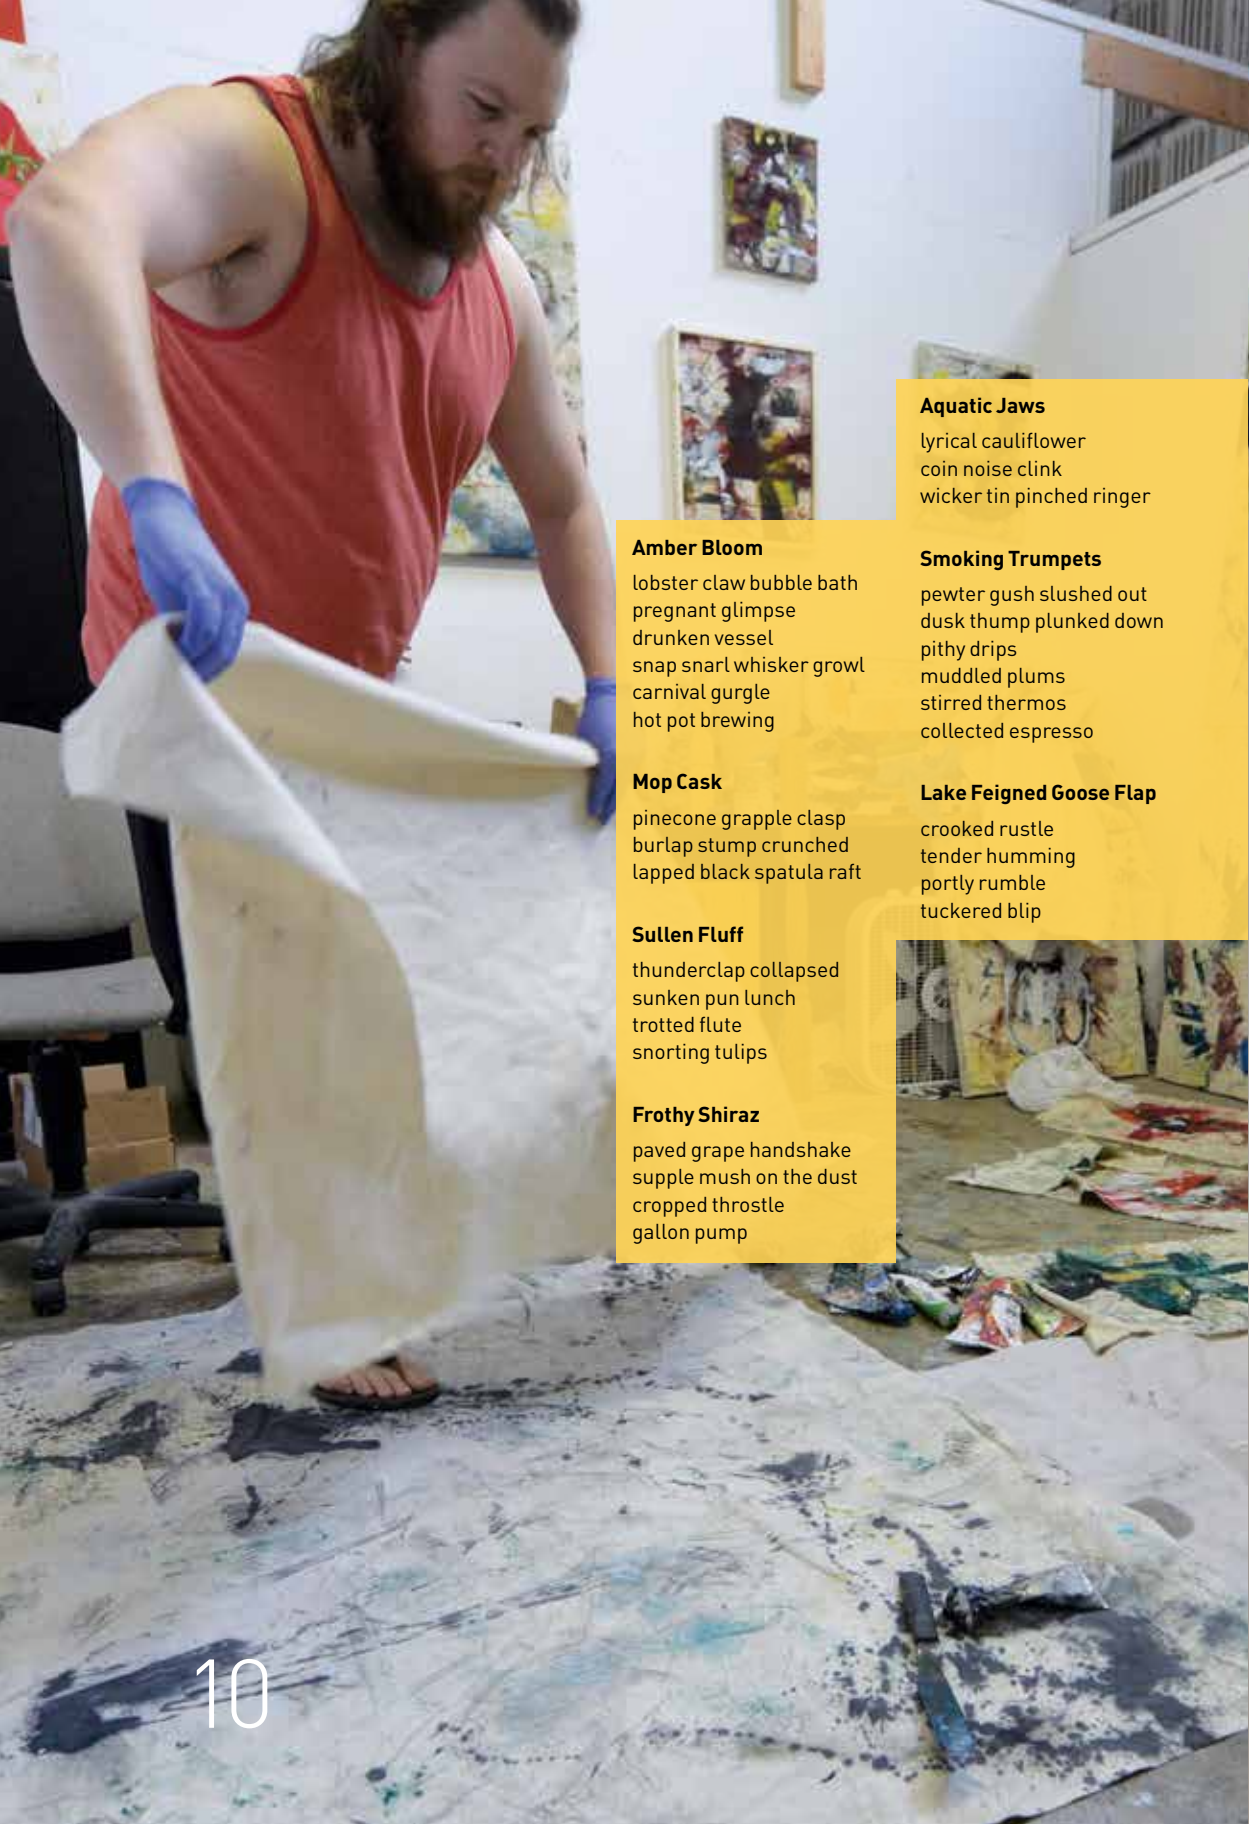 Amber Bloom
lobster claw bubble bath
pregnant glimpse
drunken vessel
snap snarl whisker growl
carnival gurgle
hot pot brewing
Mop Cask
pinecone grapple clasp
burlap stump crunched
lapped black spatula raft
Sullen Fluff
thunderclap collapsed
sunken pun lunch
trotted flute
snorting tulips
Frothy Shiraz
paved grape handshake
supple mush on the dust
cropped throstle
gallon pump
Aquatic Jaws
lyrical cauliflower
coin noise clink
wicker tin pinched ringer
Smoking Trumpets
pewter gush slushed out
dusk thump plunked down
pithy drips
muddled plums
stirred thermos
collected espresso
Lake Feigned Goose Flap
crooked rustle
tender humming
portly rumble
tuckered blip
10